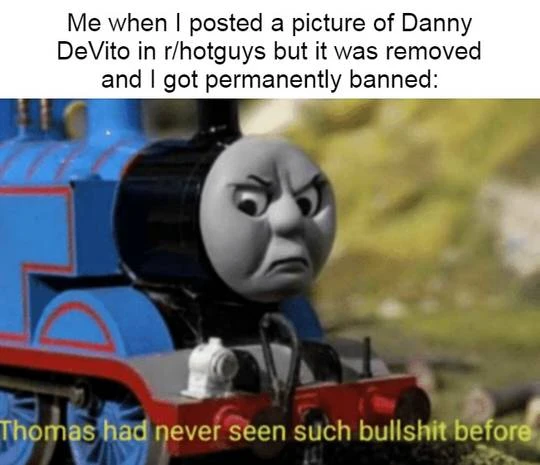 Me when I posted a picture of Danny
DeVito in r/hotguys but it was removed
and I got permanently banned:
Thomas had never seen such bullshit before